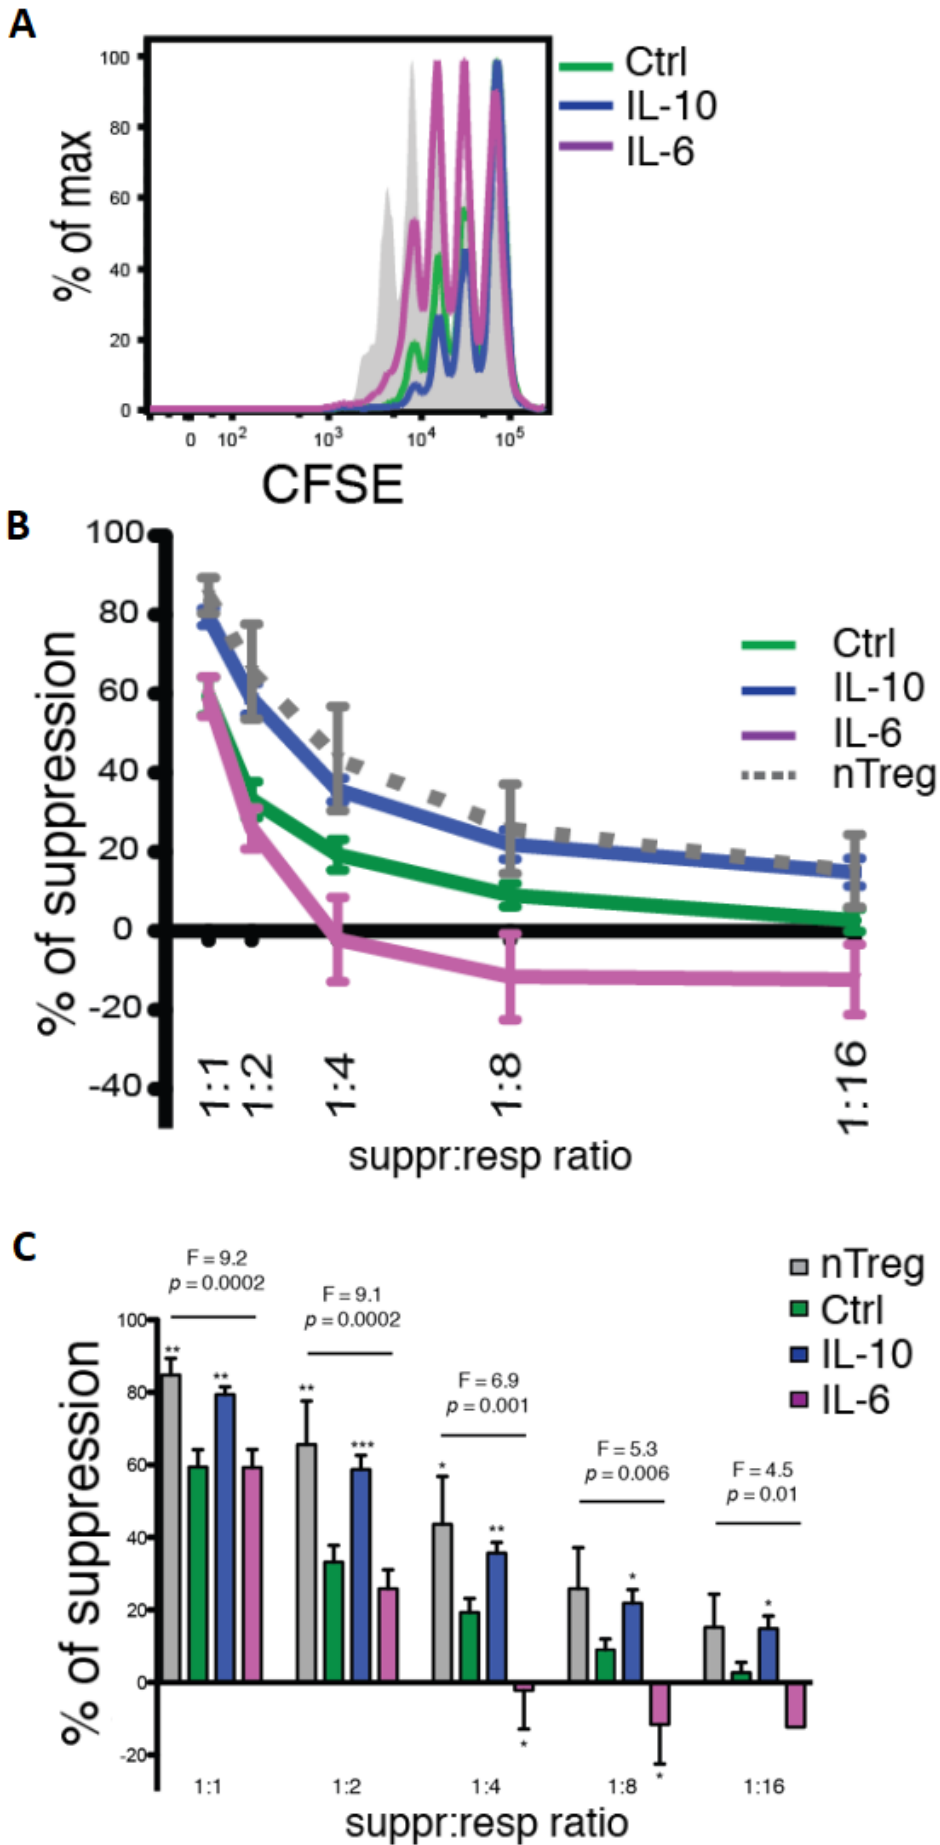 A
100
80
60
40
20
0
% of max
0 10² 10³ 10⁴ 10⁵
CFSE
Ctrl
IL-10
IL-6
B
100
80
60
40
20
0
-20
-40
% of suppression
1:1 1:2 1:4 1:8 1:16
suppr:resp ratio
Ctrl
IL-10
IL-6
nTreg
C
nTreg
Ctrl
IL-10
IL-6
F = 9.2
p = 0.0002
F = 9.1
p = 0.0002
F = 6.9
p = 0.001
F = 5.3
p = 0.006
F = 4.5
p = 0.01
100
80
60
40
20
0
-20
% of suppression
** **
** ***
* **
*
*
*
*
1:1 1:2 1:4 1:8 1:16
suppr:resp ratio